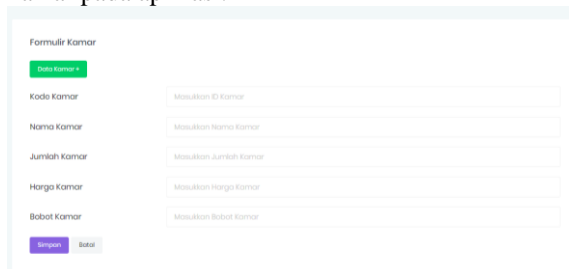 Formulir Kamar
Data Kamar +
Kode Kamar Masukkan ID Kamar
Nama Kamar Masukkan Nama Kamar
Jumlah Kamar Masukkan Jumlah Kamar
Harga Kamar Masukkan Harga Kamar
Bobot Kamar Masukkan Bobot Kamar
Simpan Batal